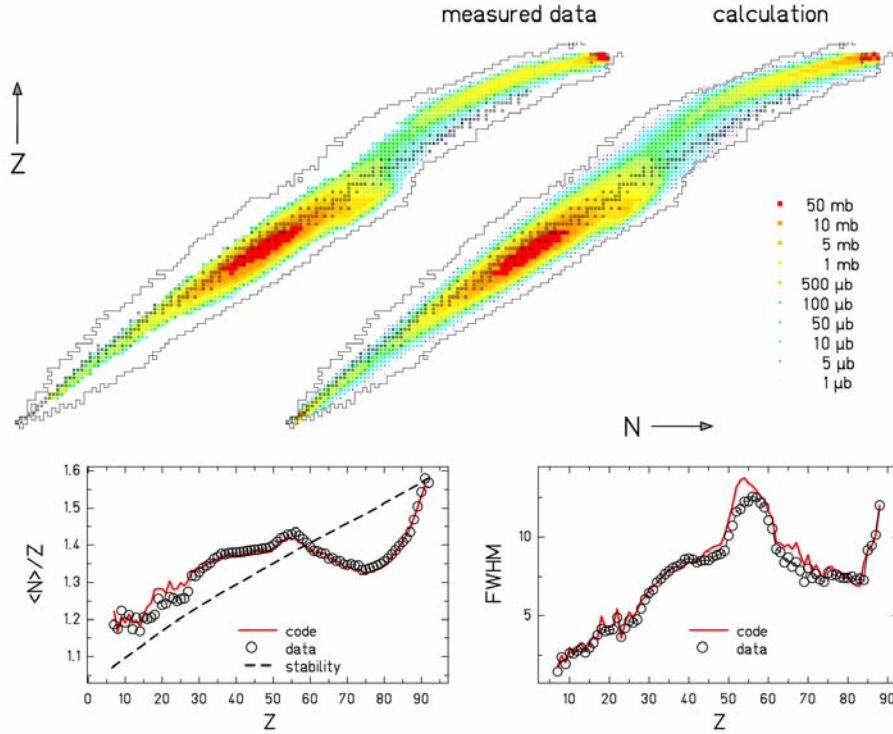 measured data
calculation
Z
50 mb
10 mb
5 mb
1 mb
500 µb
100 µb
50 µb
10 µb
5 µb
1 µb
N
1.6
1.5
1.4
1.3
1.2
1.1
<N>/Z
code
data
stability
0 10 20 30 40 50 60 70 80 90
Z
10
5
FWHM
code
data
10 20 30 40 50 60 70 80 90
Z